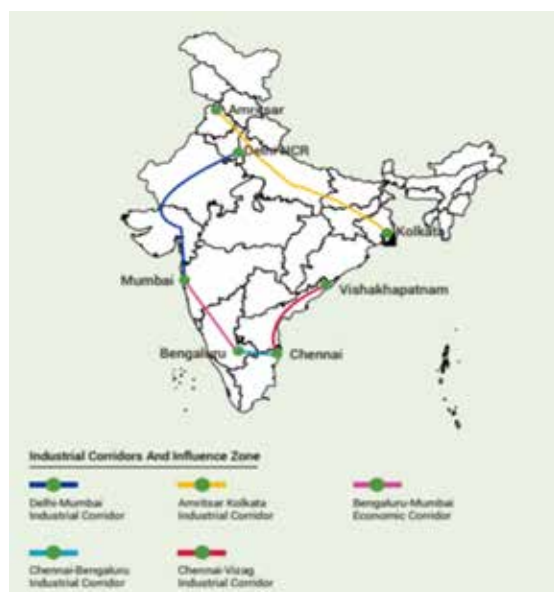 Amritsar
Delhi NCR
Kolkata
Mumbai
Vishakhapatnam
Bengaluru
Chennai
Industrial Corridors And Influence Zone
Delhi-Mumbai
Industrial Corridor
Amritsar Kolkata
Industrial Corridor
Bengaluru-Mumbai
Economic Corridor
Chennai-Bengaluru
Industrial Corridor
Chennai-Vizag
Industrial Corridor